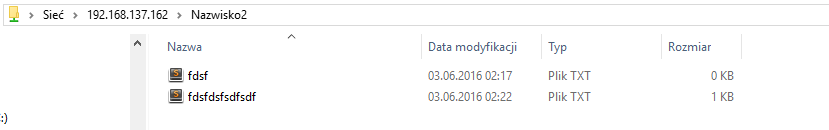 Sieć > 192.168.137.162 > Nazwisko2
Nazwa Data modyfikacji Typ Rozmiar
fdsf 03.06.2016 02:17 Plik TXT 0 KB
fdsfdsfsdfsdf 03.06.2016 02:22 Plik TXT 1 KB
:)